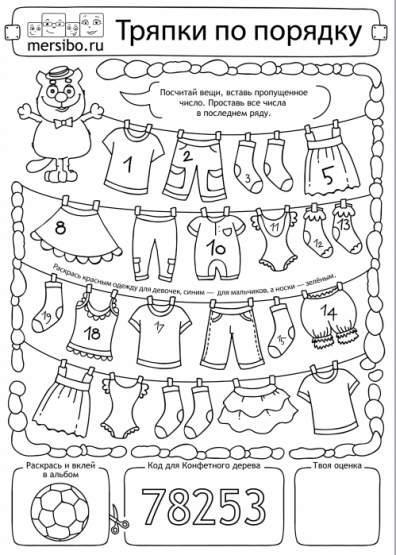 mersibo.ru
Тряпки по порядку
Посчитай вещи, вставь пропущенное
число. Проставь все числа
в последнем ряду.
1
2
3
5
8
10
11
12
13
Раскрась красным одежду для девочек, синим — для мальчиков, а носки — зелёным.
19
18
17
15
14
Раскрась и вклей
в альбом
Код для Конфетного дерева
78253
Твоя оценка